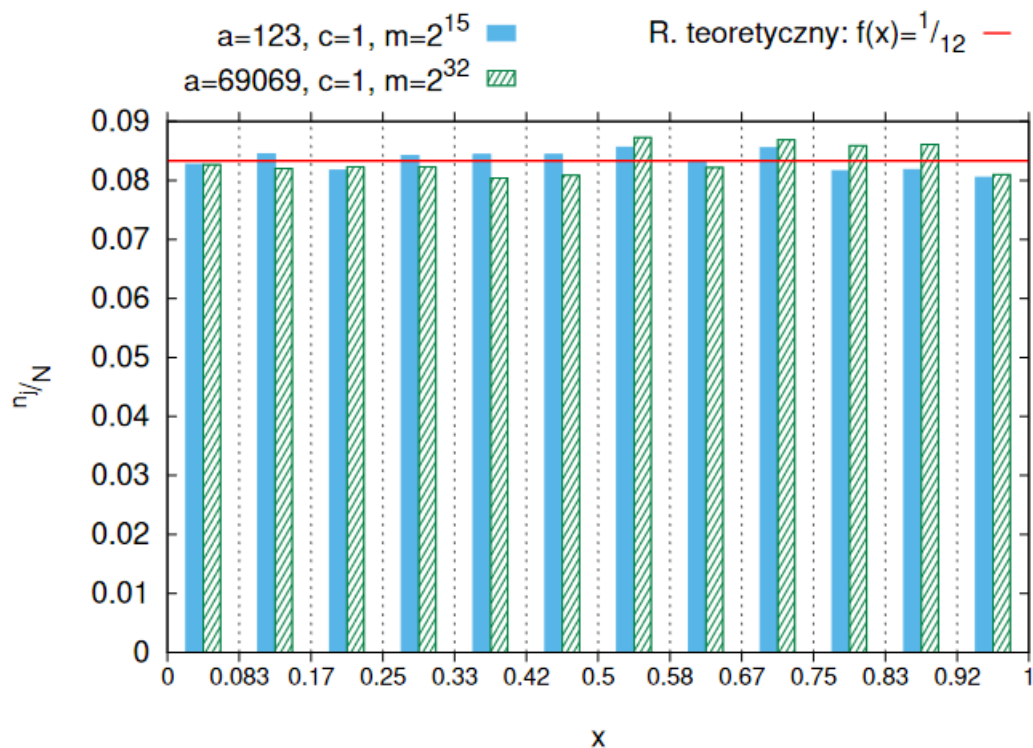 a=123, c=1, m=2^15
R. teoretyczny: f(x)=^1/_12
a=69069, c=1, m=2^32
0.09
0.08
0.07
0.06
0.05
0.04
0.03
0.02
0.01
0
n_j/N
0 0.083 0.17 0.25 0.33 0.42 0.5 0.58 0.67 0.75 0.83 0.92 1
x